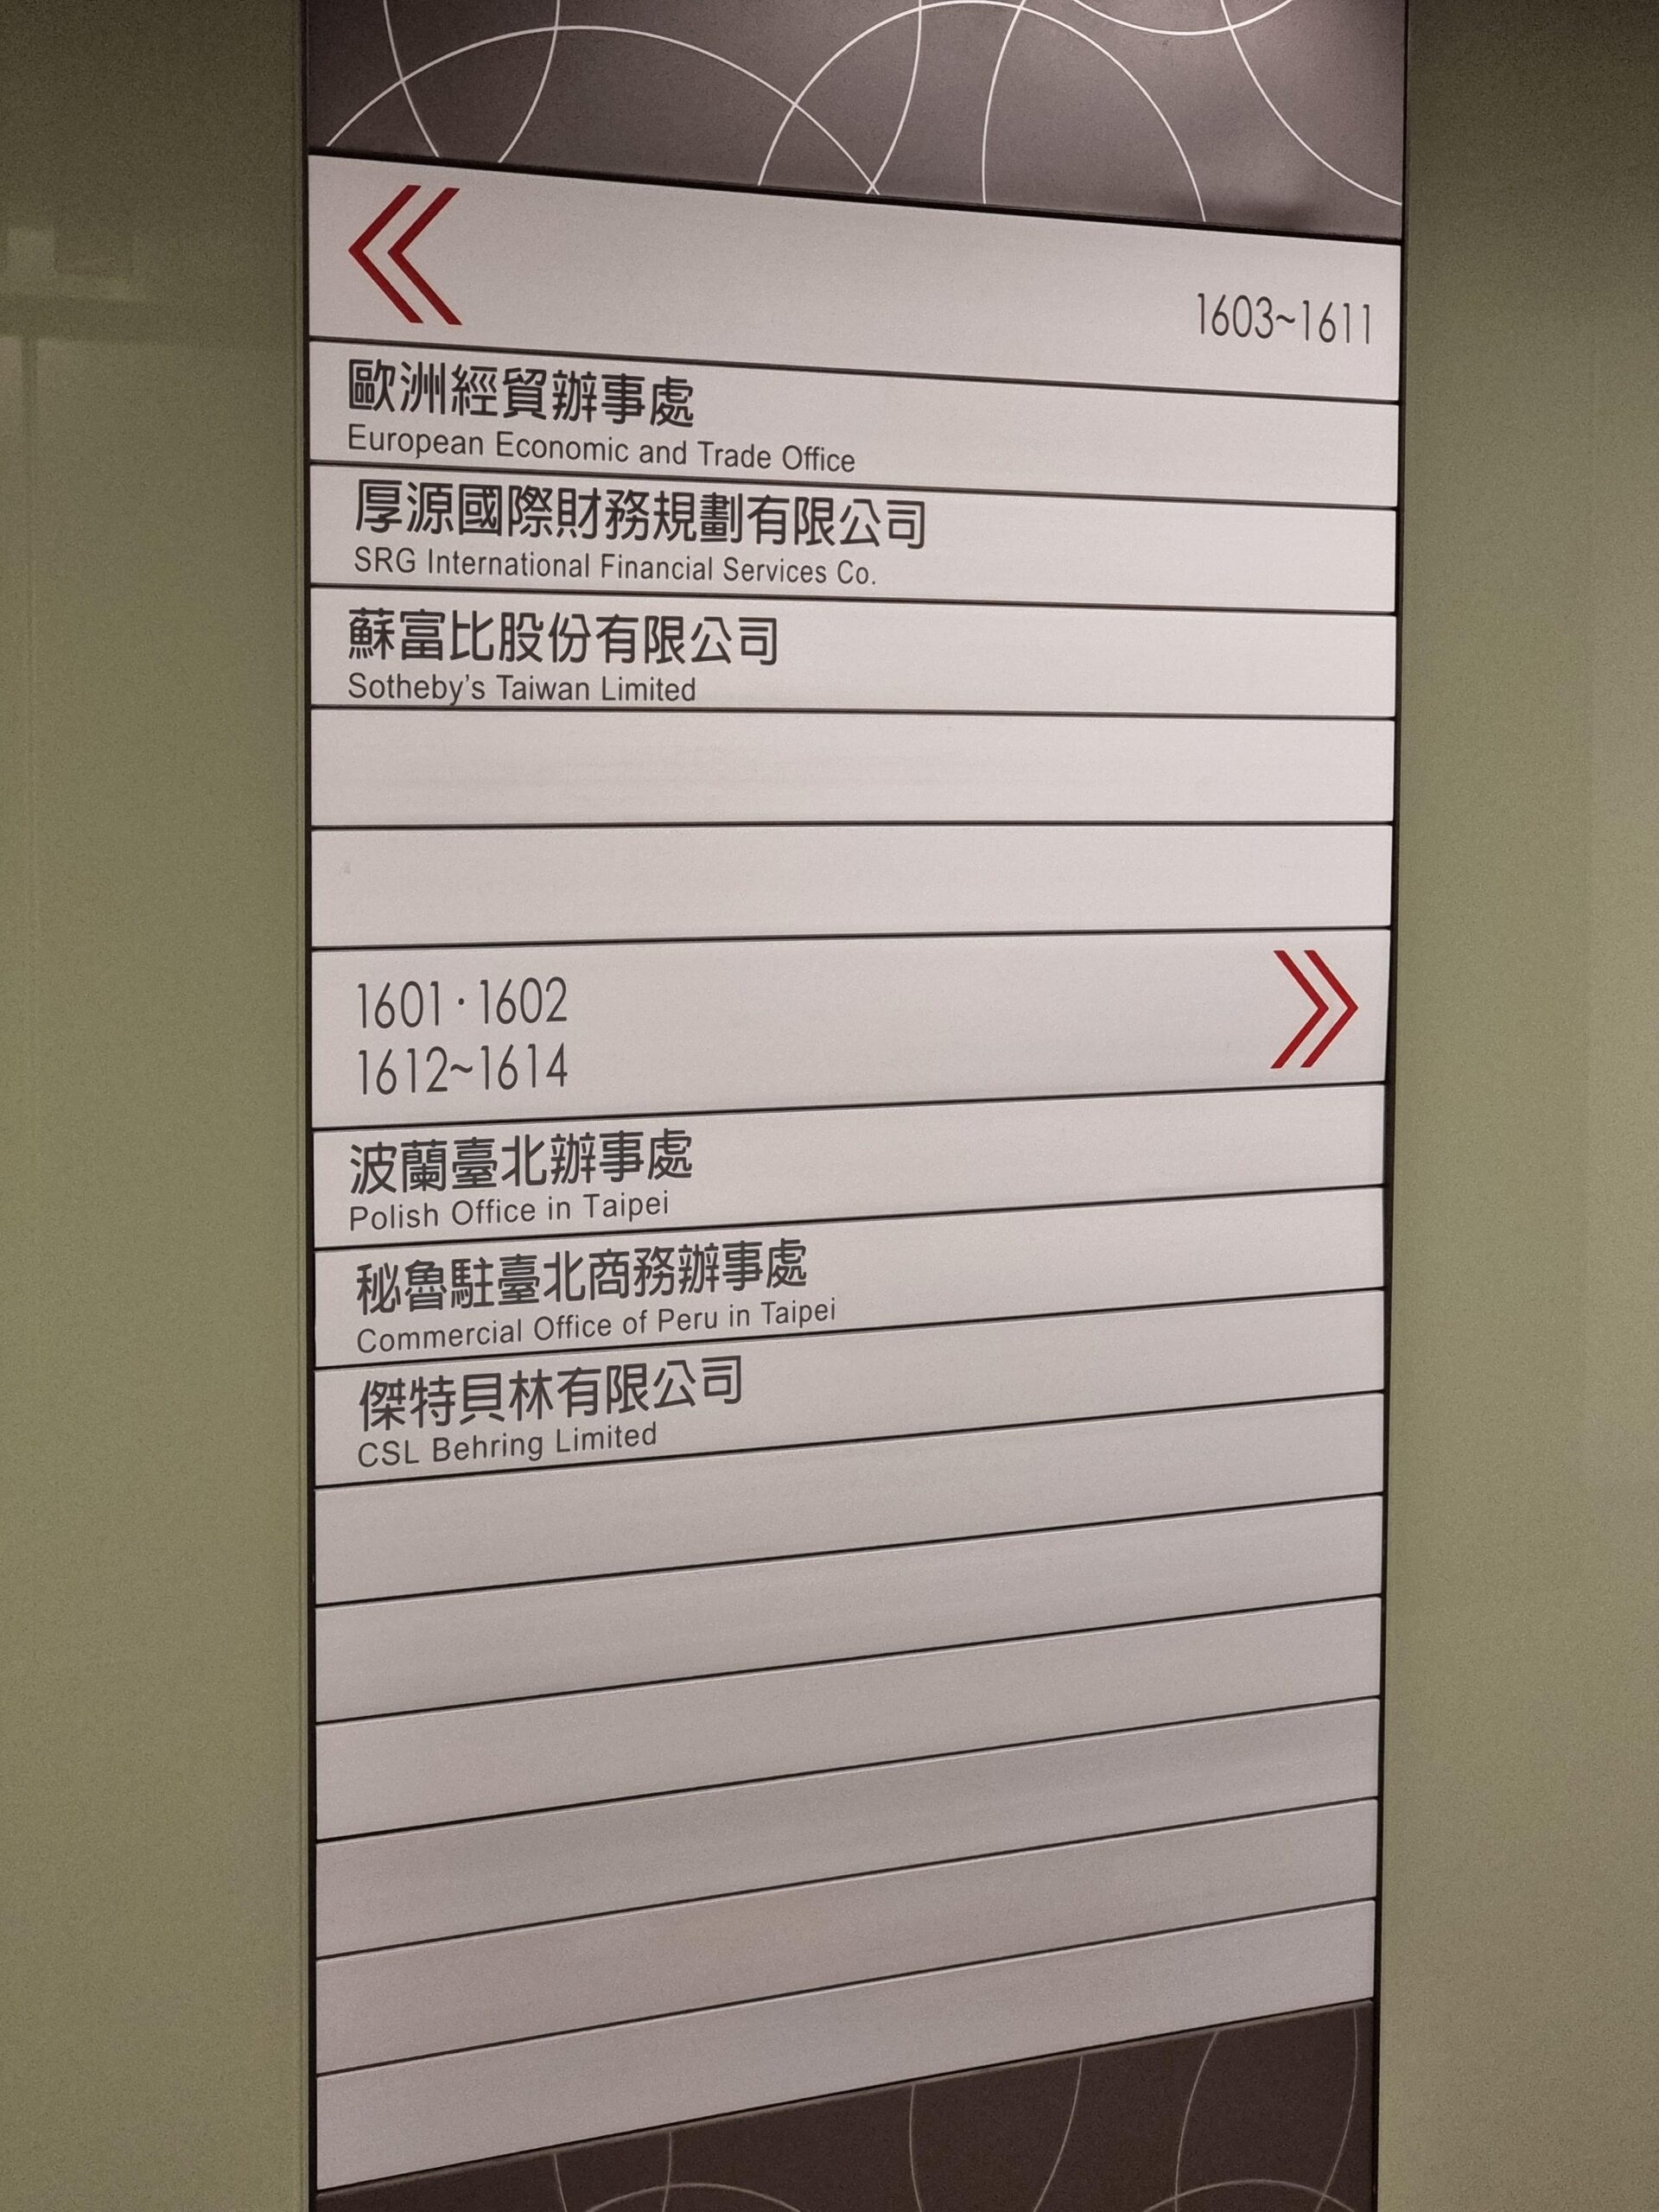 1603~1611
歐洲經貿辦事處
European Economic and Trade Office
厚源國際財務規劃有限公司
SRG International Financial Services Co.
蘇富比股份有限公司
Sotheby's Taiwan Limited
1601·1602
1612~1614
波蘭臺北辦事處
Polish Office in Taipei
秘魯駐臺北商務辦事處
Commercial Office of Peru in Taipei
傑特貝林有限公司
CSL Behring Limited